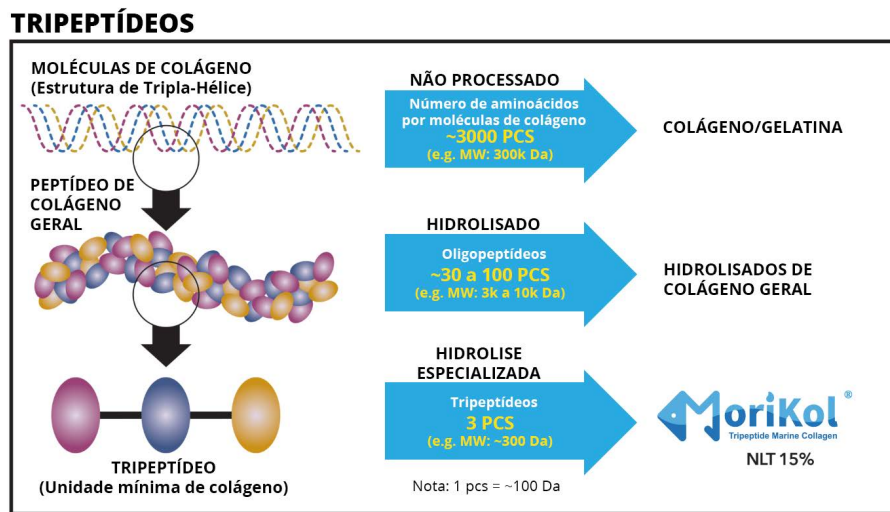 TRIPEPTÍDEOS
MOLÉCULAS DE COLÁGENO
(Estrutura de Tripla-Hélice)
NÃO PROCESSADO
Número de aminoácidos
por moléculas de colágeno
~3000 PCS
(e.g. MW: 300k Da)
COLÁGENO/GELATINA
PEPTÍDEO DE
COLÁGENO
GERAL
HIDROLISADO
Oligopeptídeos
~30 a 100 PCS
(e.g. MW: 3k a 10k Da)
HIDROLISADOS DE
COLÁGENO GERAL
HIDROLISE
ESPECIALIZADA
Tripeptídeos
3 PCS
(e.g. MW: ~300 Da)
MoriKol®
Tripeptide Marine Collagen
NLT 15%
TRIPEPTÍDEO
(Unidade mínima de colágeno)
Nota: 1 pcs = ~100 Da